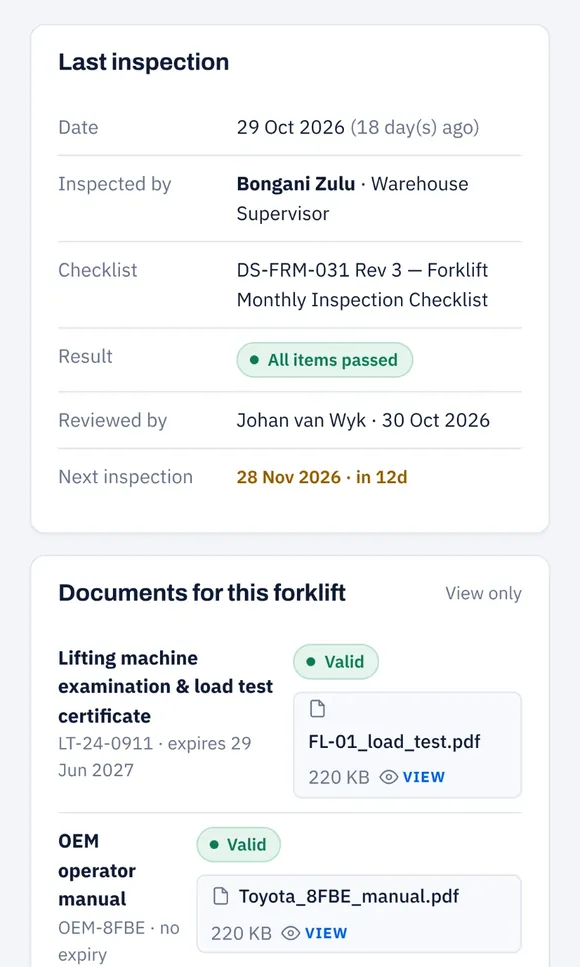 Last inspection
Date
29 Oct 2026 (18 day(s) ago)
Inspected by
Bongani Zulu · Warehouse
Supervisor
Checklist
DS-FRM-031 Rev 3 — Forklift
Monthly Inspection Checklist
Result
All items passed
Reviewed by
Johan van Wyk · 30 Oct 2026
Next inspection
28 Nov 2026 · in 12d
Documents for this forklift
View only
Lifting machine
examination & load test
certificate
LT-24-0911 · expires 29
Jun 2027
Valid
FL-01_load_test.pdf
220 KB VIEW
OEM
operator
manual
OEM-8FBE · no
expiry
Valid
Toyota_8FBE_manual.pdf
220 KB VIEW